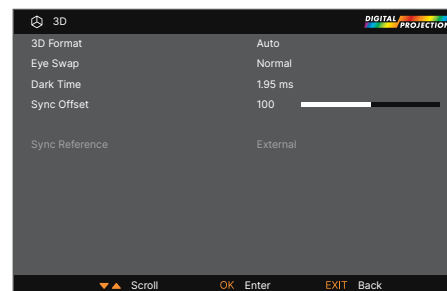 3D
DIGITAL
PROJECTION
3D Format Auto
Eye Swap Normal
Dark Time 1.95 ms
Sync Offset 100
Sync Reference External
Scroll OK Enter EXIT Back